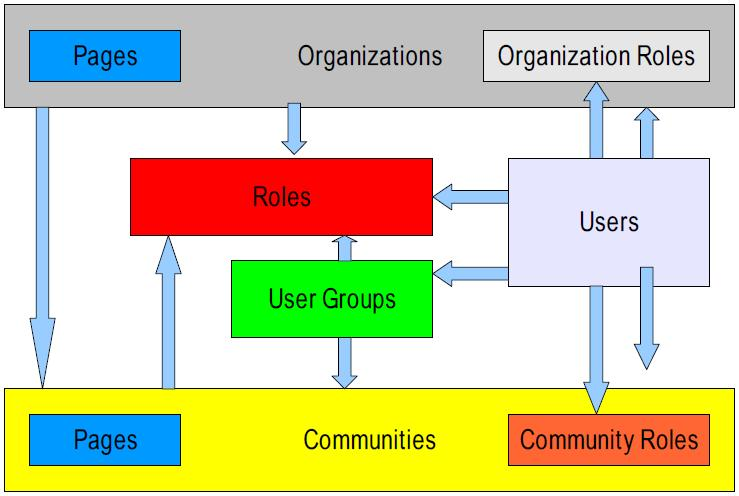 Pages
Organizations
Organization Roles
Roles
Users
User Groups
Pages
Communities
Community Roles